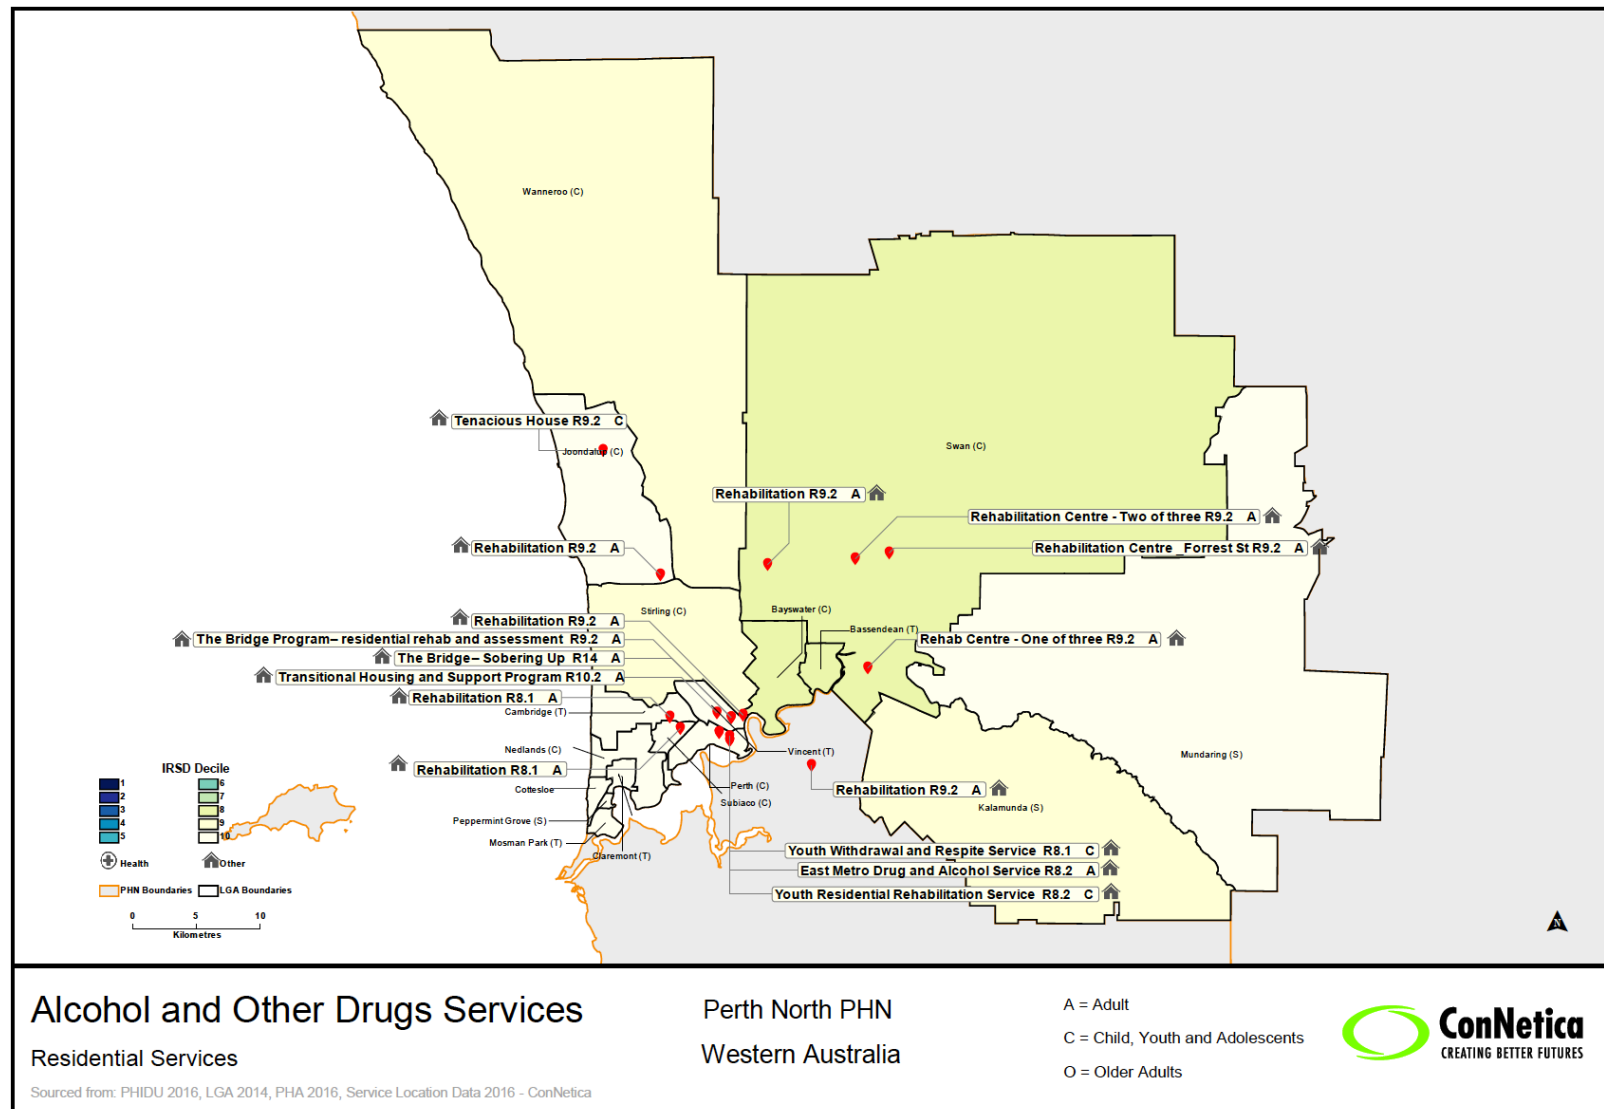 Wanneroo (C)
Swan (C)
Tenacious House R9.2 C
Joondalup (C)
Rehabilitation R9.2 A
Rehabilitation Centre - Two of three R9.2 A
Rehabilitation R9.2 A
Rehabilitation Centre _Forrest St R9.2 A
Stirling (C)
Bayswater (C)
Rehabilitation R9.2 A
Bassendean (T)
The Bridge Program– residential rehab and assessment R9.2 A
Rehab Centre - One of three R9.2 A
The Bridge– Sobering Up R14 A
Transitional Housing and Support Program R10.2 A
Rehabilitation R8.1 A
Cambridge (T)
Nedlands (C)
Vincent (T)
Mundaring (S)
Rehabilitation R8.1 A
Cottesloe
Perth (C)
Rehabilitation R9.2 A
Subiaco (C)
Kalamunda (S)
Peppermint Grove (S)
Mosman Park (T)
Claremont (T)
Youth Withdrawal and Respite Service R8.1 C
East Metro Drug and Alcohol Service R8.2 A
Youth Residential Rehabilitation Service R8.2 C
IRSD Decile
1 6
2 7
3 8
4 9
5 10
Health Other
PHN Boundaries LGA Boundaries
0 5 10
Kilometres
N
Alcohol and Other Drugs Services
Residential Services
Sourced from: PHIDU 2016, LGA 2014, PHA 2016, Service Location Data 2016 - ConNetica
Perth North PHN
Western Australia
A = Adult
C = Child, Youth and Adolescents
O = Older Adults
ConNetica
CREATING BETTER FUTURES